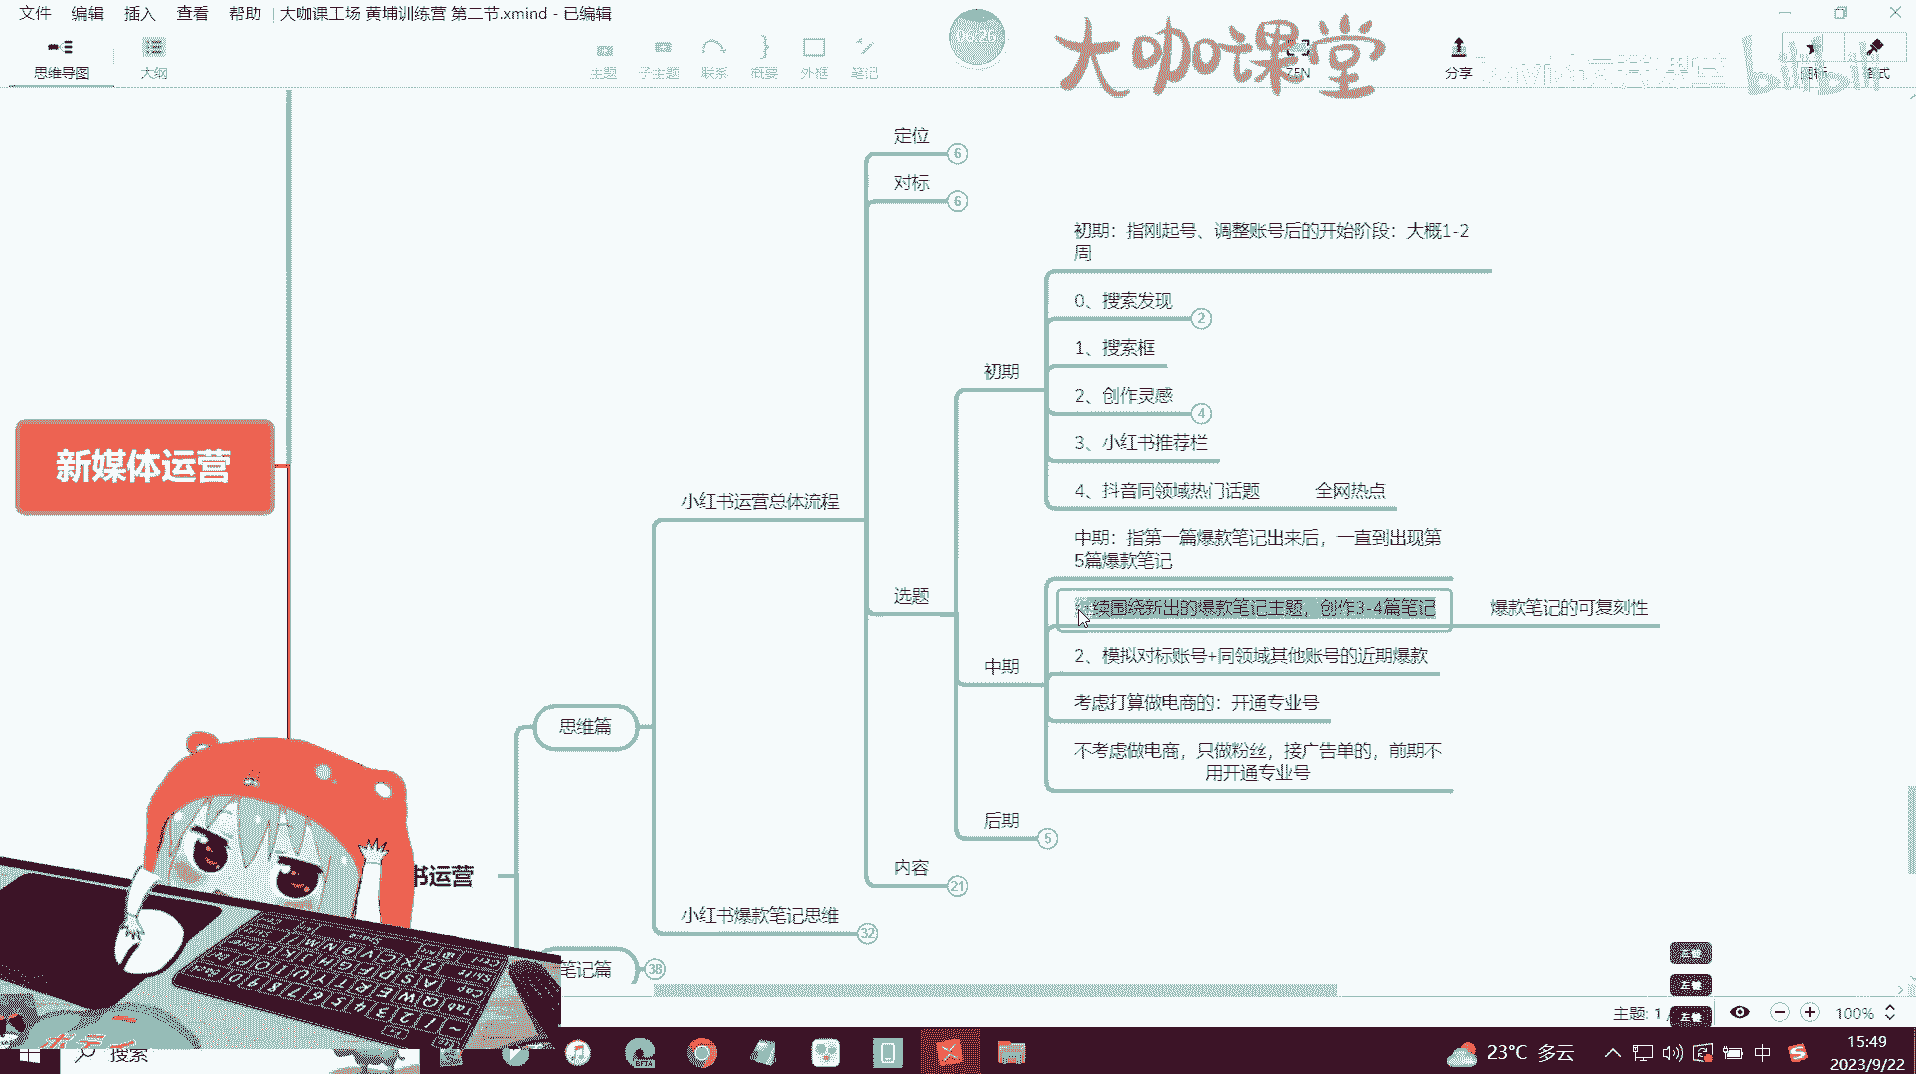 文件 编辑 插入 查看 帮助 大咖课工场 黄埔训练营 第二节.xmind - 已编辑
思维导图
大纲
主题
子主题
联系
概要
外框
笔记
06:26
ZEN
分享
大咖课堂
bilibili
定位
6
对标
6
初期：指刚起号、调整账号后的开始阶段：大概1-2
周
0、搜索发现
2
1、搜索框
初期
2、创作灵感
4
3、小红书推荐栏
4、抖音同领域热门话题
全网热点
新媒体运营
小红书运营总体流程
中期：指第一篇爆款笔记出来后，一直到出现第
5篇爆款笔记
选题
续围绕新出的爆款笔记主题，创作3-4篇笔记
爆款笔记的可复刻性
中期
2、模拟对标账号+同领域其他账号的近期爆款
考虑打算做电商的：开通专业号
思维篇
不考虑做电商，只做粉丝，接广告单的，前期不
用开通专业号
后期
5
内容
21
书运营
小红书爆款笔记思维
32
笔记篇
38
左键
左键
左键
主题: 1
100%
搜索
23°C 多云
中
15:49
2023/9/22